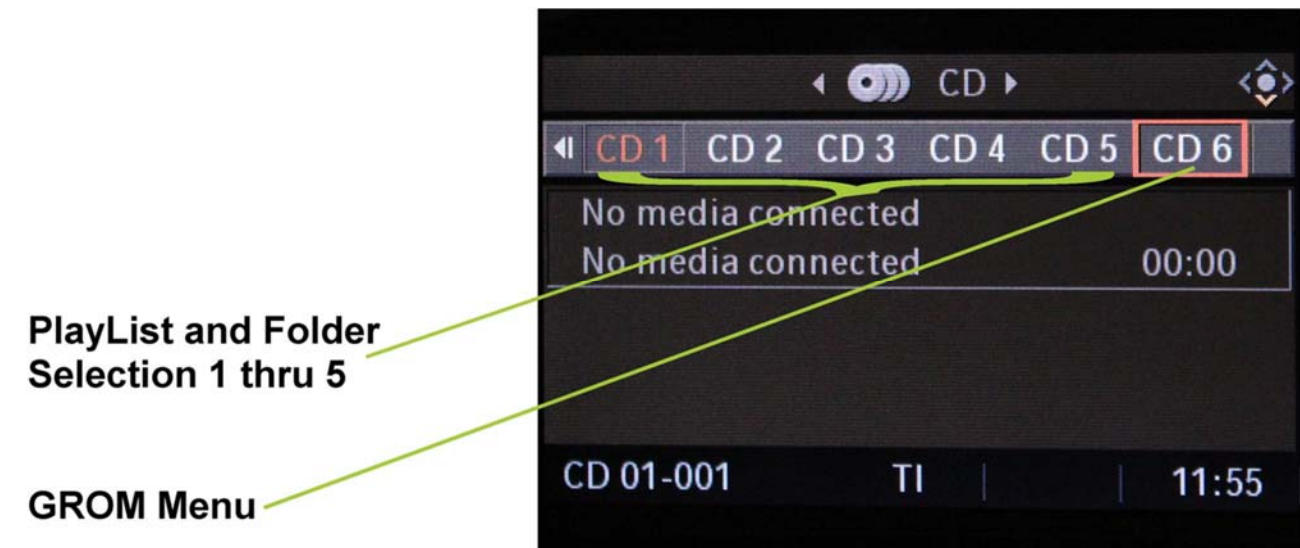 CD
CD 1 CD 2 CD 3 CD 4 CD 5 CD 6
No media connected
No media connected 00:00
PlayList and Folder
Selection 1 thru 5
CD 01-001 TI 11:55
GROM Menu